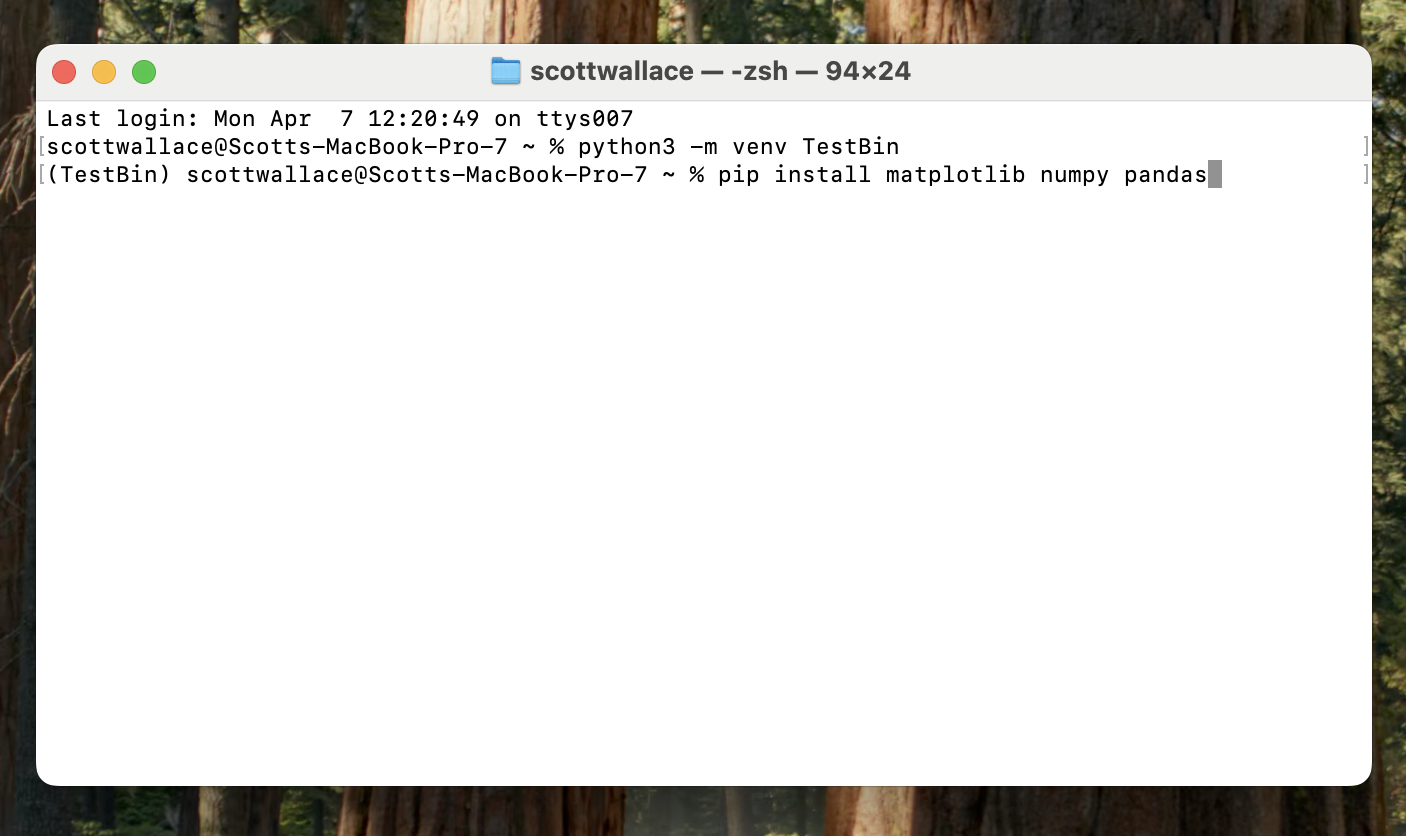 scottwallace — -zsh — 94×24
Last login: Mon Apr  7 12:20:49 on ttys007
[scottwallace@Scotts-MacBook-Pro-7 ~ % python3 -m venv TestBin ]
[(TestBin) scottwallace@Scotts-MacBook-Pro-7 ~ % pip install matplotlib numpy pandas ]